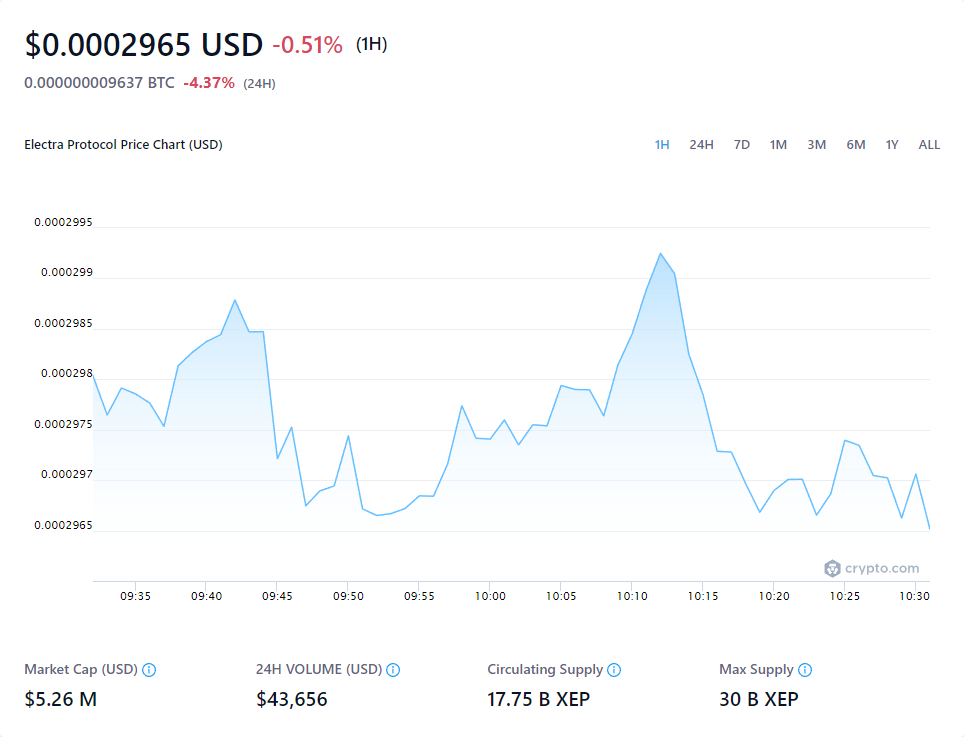 $0.0002965 USD -0.51% (1H)
0.000000009637 BTC -4.37% (24H)
Electra Protocol Price Chart (USD) 1H 24H 7D 1M 3M 6M 1Y ALL
0.0002995
0.000299
0.0002985
0.000298
0.0002975
0.000297
0.0002965
crypto.com
09:35 09:40 09:45 09:50 09:55 10:00 10:05 10:10 10:15 10:20 10:25 10:30
Market Cap (USD) 24H VOLUME (USD) Circulating Supply Max Supply
$5.26 M $43,656 17.75 B XEP 30 B XEP